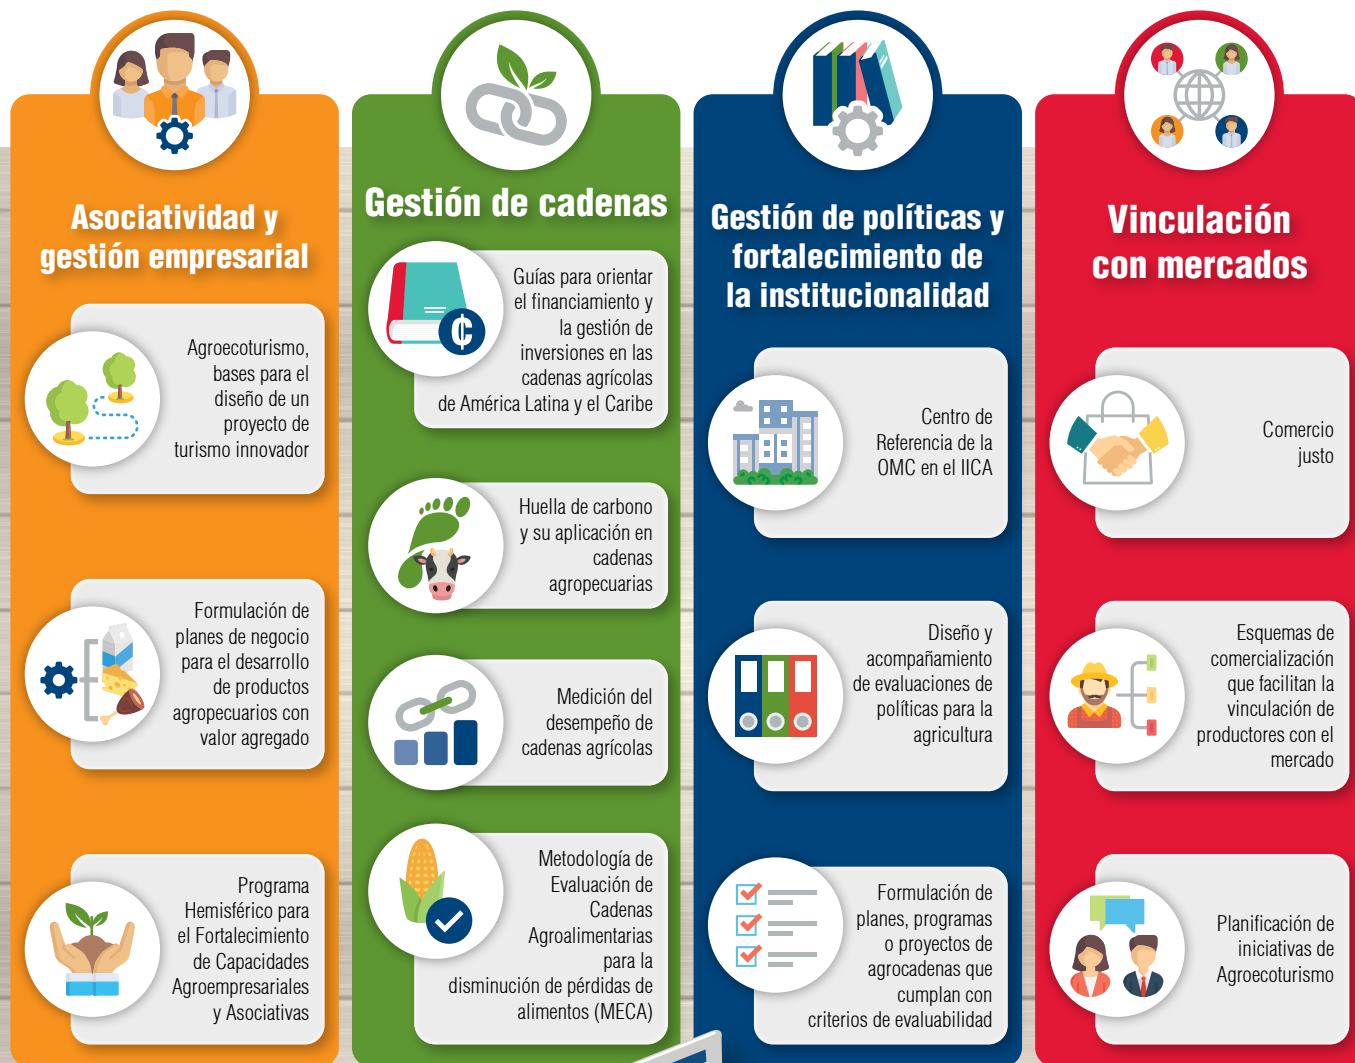 Asociatividad y
gestión empresarial
Agroecoturismo,
bases para el
diseño de un
proyecto de
turismo innovador
Formulación de
planes de negocio
para el desarrollo
de productos
agropecuarios con
valor agregado
Programa
Hemisférico para
el Fortalecimiento
de Capacidades
Agroempresariales
y Asociativas
Gestión de cadenas
₵
Guías para orientar
el financiamiento y
la gestión de
inversiones en las
cadenas agrícolas
de América Latina y el Caribe
Huella de carbono
y su aplicación en
cadenas
agropecuarias
Medición del
desempeño de
cadenas agrícolas
Metodología de
Evaluación de
Cadenas
Agroalimentarias
para la
disminución de pérdidas de
alimentos (MECA)
Gestión de políticas y
fortalecimiento de
la institucionalidad
Centro de
Referencia de la
OMC en el IICA
Diseño y
acompañamiento
de evaluaciones de
políticas para la
agricultura
Formulación de
planes, programas
o proyectos de
agrocadenas que
cumplan con
criterios de evaluabilidad
Vinculación
con mercados
Comercio
justo
Esquemas de
comercialización
que facilitan la
vinculación de
productores con el
mercado
Planificación de
iniciativas de
Agroecoturismo